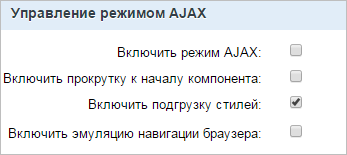 Управление режимом AJAX
Включить режим AJAX:
Включить прокрутку к началу компонента:
Включить подгрузку стилей:
Включить эмуляцию навигации браузера: